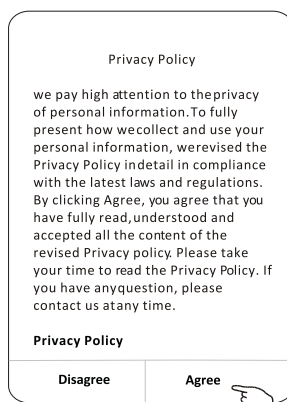 Privacy Policy
we pay high attention to theprivacy
of personal information.To fully
present how wecollect and use your
personal information, werevised the
Privacy Policy indetail in compliance
with the latest laws and regulations.
By clicking Agree, you agree that you
have fully read,understood and
accepted all the content of the
revised Privacy policy. Please take
your time to read the Privacy Policy. If
you have anyquestion, please
contact us atany time.
Privacy Policy
Disagree Agree